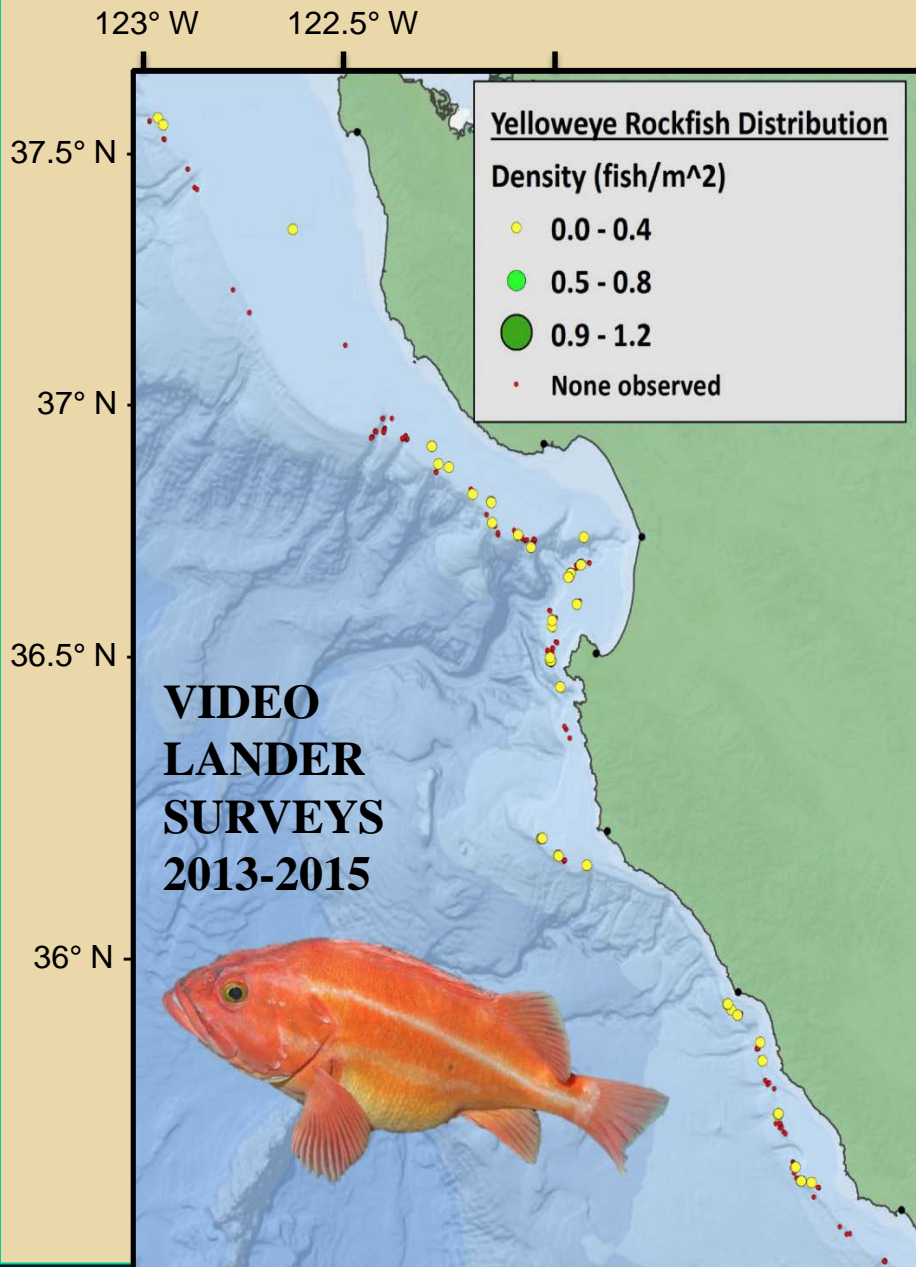 123° W 122.5° W
Yelloweye Rockfish Distribution
Density (fish/m^2)
0.0 - 0.4
0.5 - 0.8
0.9 - 1.2
None observed
37.5° N
37° N
36.5° N
36° N
VIDEO
LANDER
SURVEYS
2013-2015